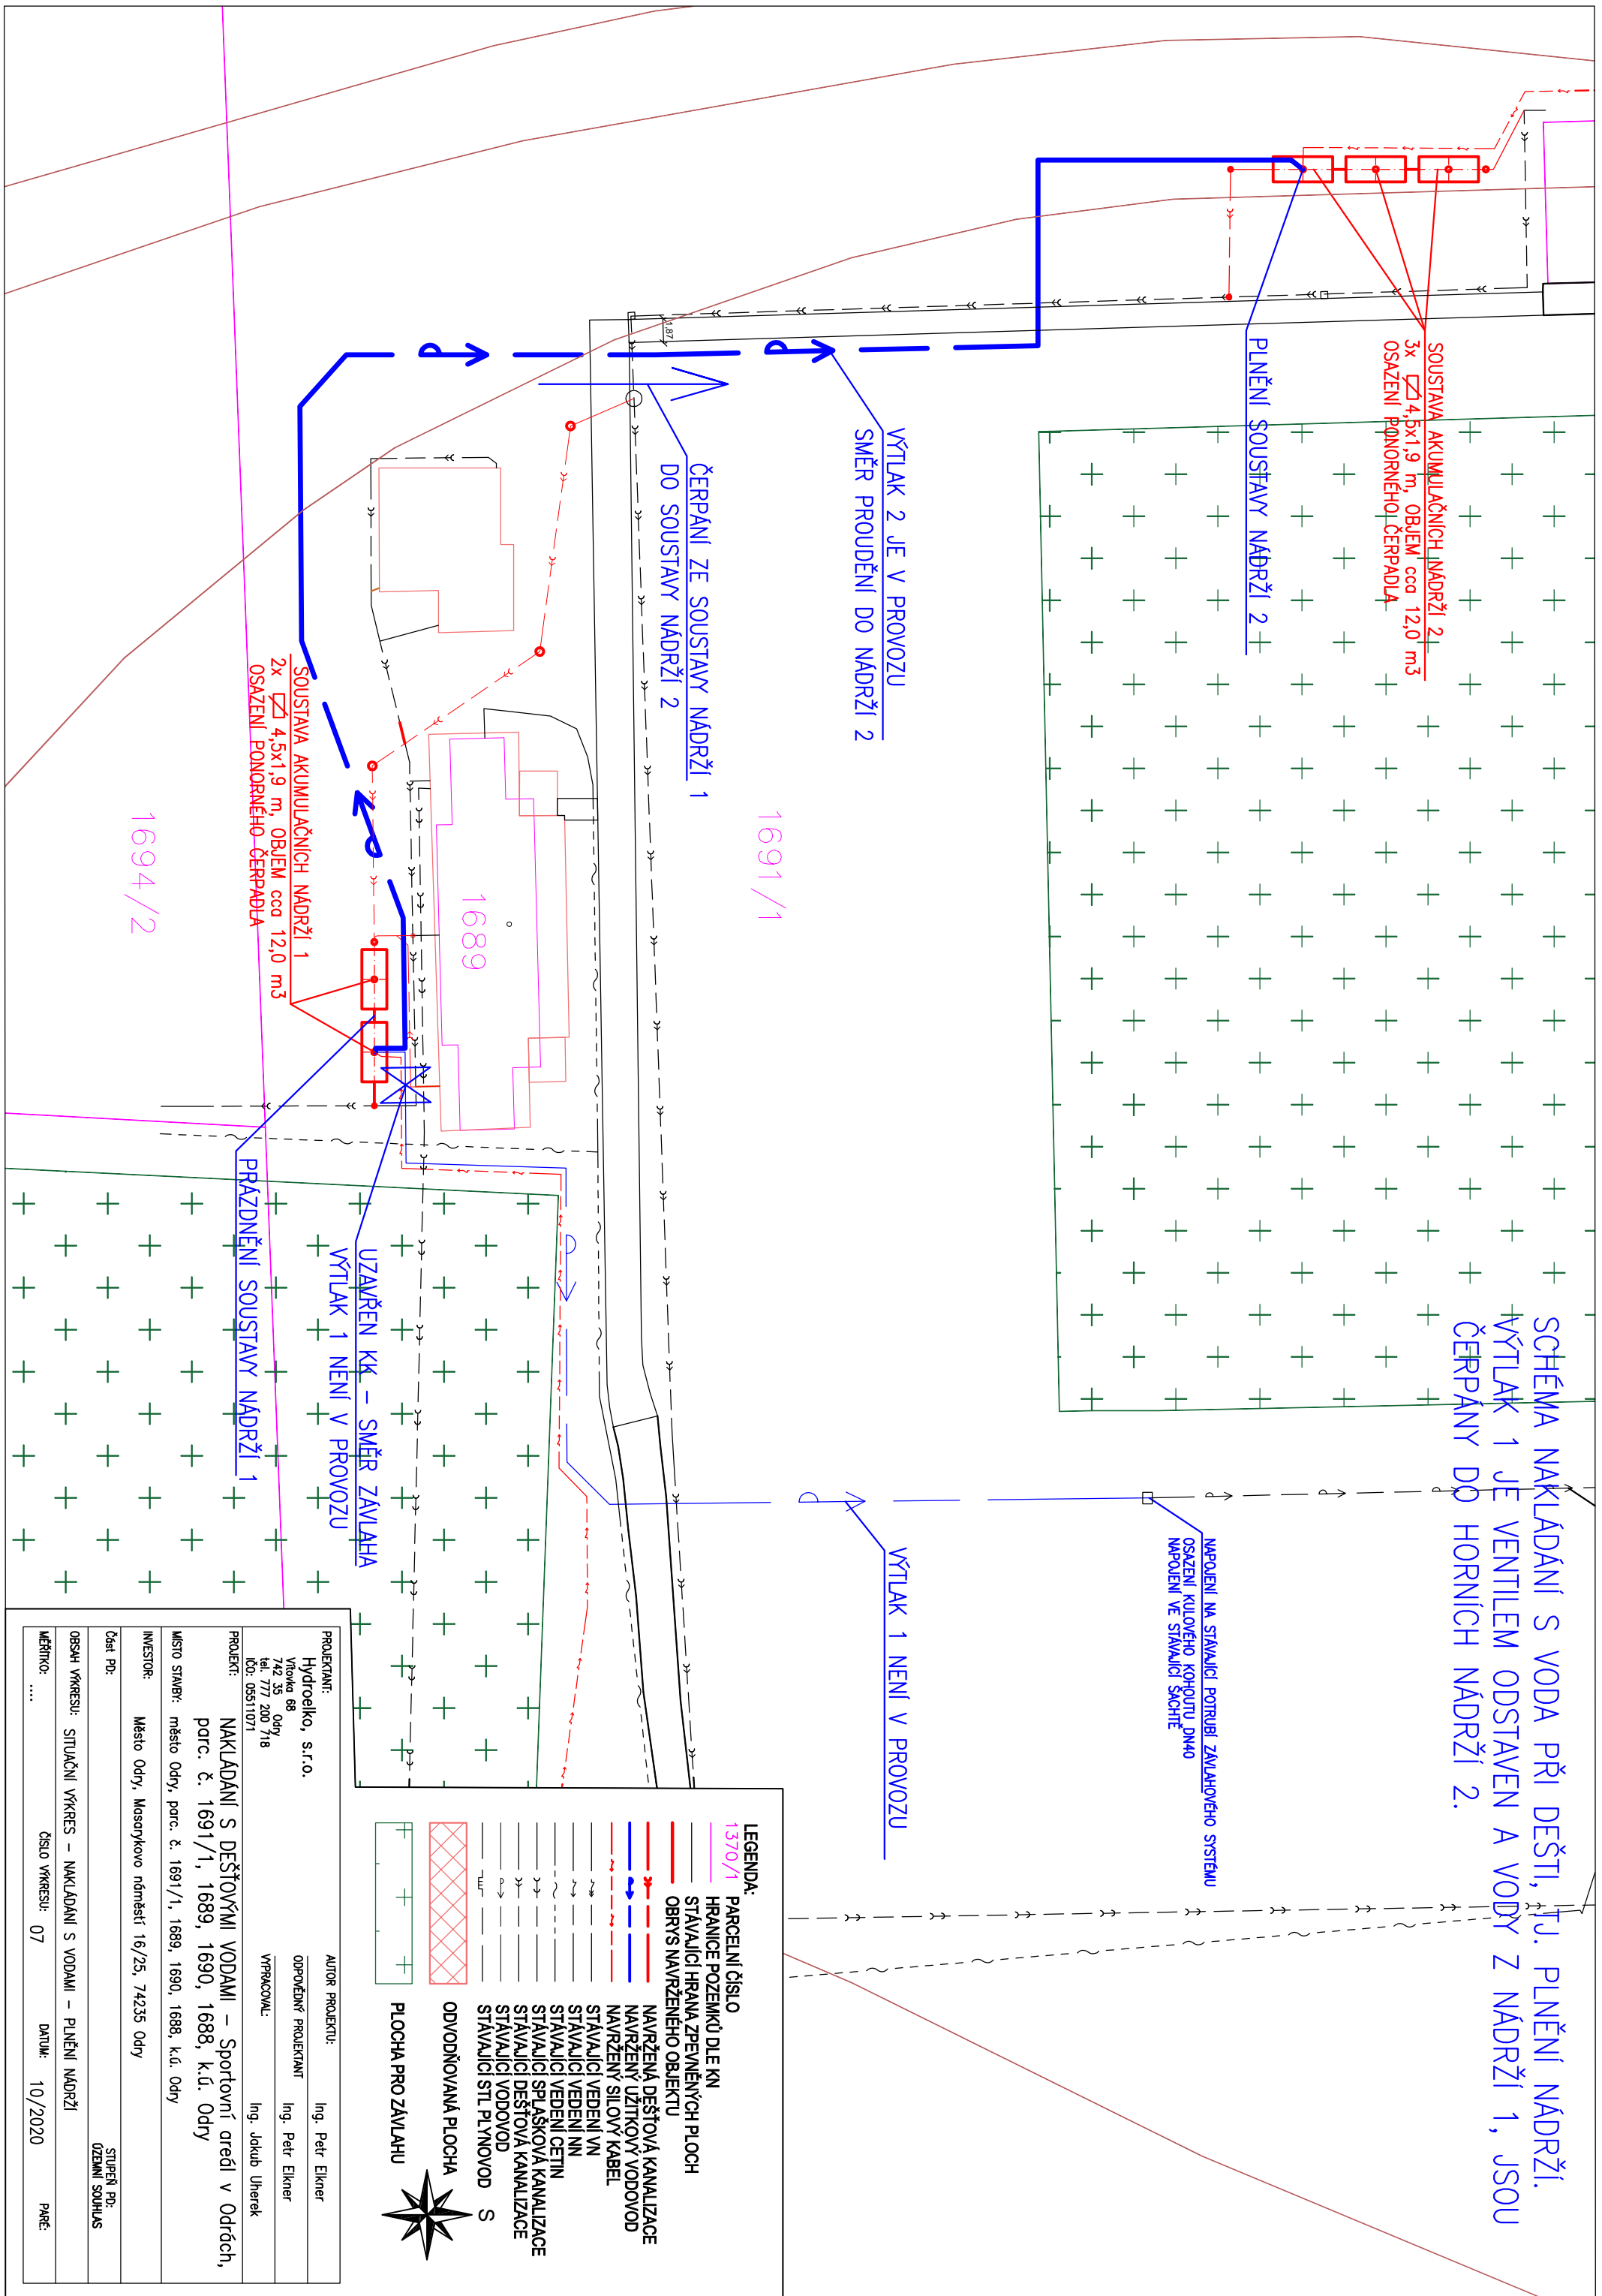 SCHÉMA NAKLÁDÁNÍ S VODA PŘI DEŠTI, TJ. PLNĚNÍ NÁDRŽÍ.
VÝTLAK 1 JE VENTILEM ODSTAVEN A VODY Z NÁDRŽÍ 1, JSOU
ČERPÁNY DO HORNÍCH NÁDRŽÍ 2.
SOUSTAVA AKUMULAČNÍCH NÁDRŽÍ 2
3x 4,5x1,9 m, OBJEM cca 12,0 m3
OSAZENÍ PONORNÉHO ČERPADLA
PLNĚNÍ SOUSTAVY NÁDRŽÍ 2
VÝTLAK 2 JE V PROVOZU
SMĚR PROUDĚNÍ DO NÁDRŽÍ 2
ČERPÁNÍ ZE SOUSTAVY NÁDRŽÍ 1
DO SOUSTAVY NÁDRŽÍ 2
1,87
1691/1
1689
1694/2
SOUSTAVA AKUMULAČNÍCH NÁDRŽÍ 1
2x 4,5x1,9 m, OBJEM cca 12,0 m3
OSAZENÍ PONORNÉHO ČERPADLA
NAPOJENÍ NA STÁVAJÍCÍ POTRUBÍ ZÁVLAHOVÉHO SYSTÉMU
OSAZENÍ KULOVÉHO KOHOUTU DN40
NAPOJENÍ VE STÁVAJÍCÍ ŠACHTĚ
VÝTLAK 1 NENÍ V PROVOZU
UZAVŘEN KK – SMĚR ZÁVLAHA
VÝTLAK 1 NENÍ V PROVOZU
PRÁZDNĚNÍ SOUSTAVY NÁDRŽÍ 1
LEGENDA:
1370/1 PARCELNÍ ČÍSLO
HRANICE POZEMKŮ DLE KN
STÁVAJÍCÍ HRANA ZPEVNĚNÝCH PLOCH
OBRYS NAVRŽENÉHO OBJEKTU
NAVRŽENÁ DEŠŤOVÁ KANALIZACE
NAVRŽENÝ UŽITKOVÝ VODOVOD
NAVRŽENÝ SILOVÝ KABEL
STÁVAJÍCÍ VEDENÍ VN
STÁVAJÍCÍ VEDENÍ NN
STÁVAJÍCÍ VEDENÍ CETIN
STÁVAJÍCÍ SPLAŠKOVÁ KANALIZACE
STÁVAJÍCÍ DEŠŤOVÁ KANALIZACE
STÁVAJÍCÍ VODOVOD
STÁVAJÍCÍ STL PLYNOVOD
ODVODŇOVANÁ PLOCHA
PLOCHA PRO ZÁVLAHU
S
PROJEKTANT:
Hydroelko, s.r.o.
Vítovka 68
742 35 Odry
tel. 777 200 718
IČO: 05511071
AUTOR PROJEKTU: Ing. Petr Elkner
ODPOVĚDNÝ PROJEKTANT Ing. Petr Elkner
VYPRACOVAL: Ing. Jakub Uherek
PROJEKT: NAKLÁDÁNÍ S DEŠŤOVÝMI VODAMI – Sportovní areál v Odrách,
parc. č. 1691/1, 1689, 1690, 1688, k.ú. Odry
MÍSTO STAVBY: město Odry, parc. č. 1691/1, 1689, 1690, 1688, k.ú. Odry
INVESTOR: Město Odry, Masarykovo náměstí 16/25, 74235 Odry
Část PD:
STUPEŇ PD:
ÚZEMNÍ SOUHLAS
OBSAH VÝKRESU: SITUAČNÍ VÝKRES – NAKLÁDÁNÍ S VODAMI – PLNĚNÍ NÁDRŽÍ
MĚŘÍTKO: .... ČÍSLO VÝKRESU: 07 DATUM: 10/2020 PARÉ: